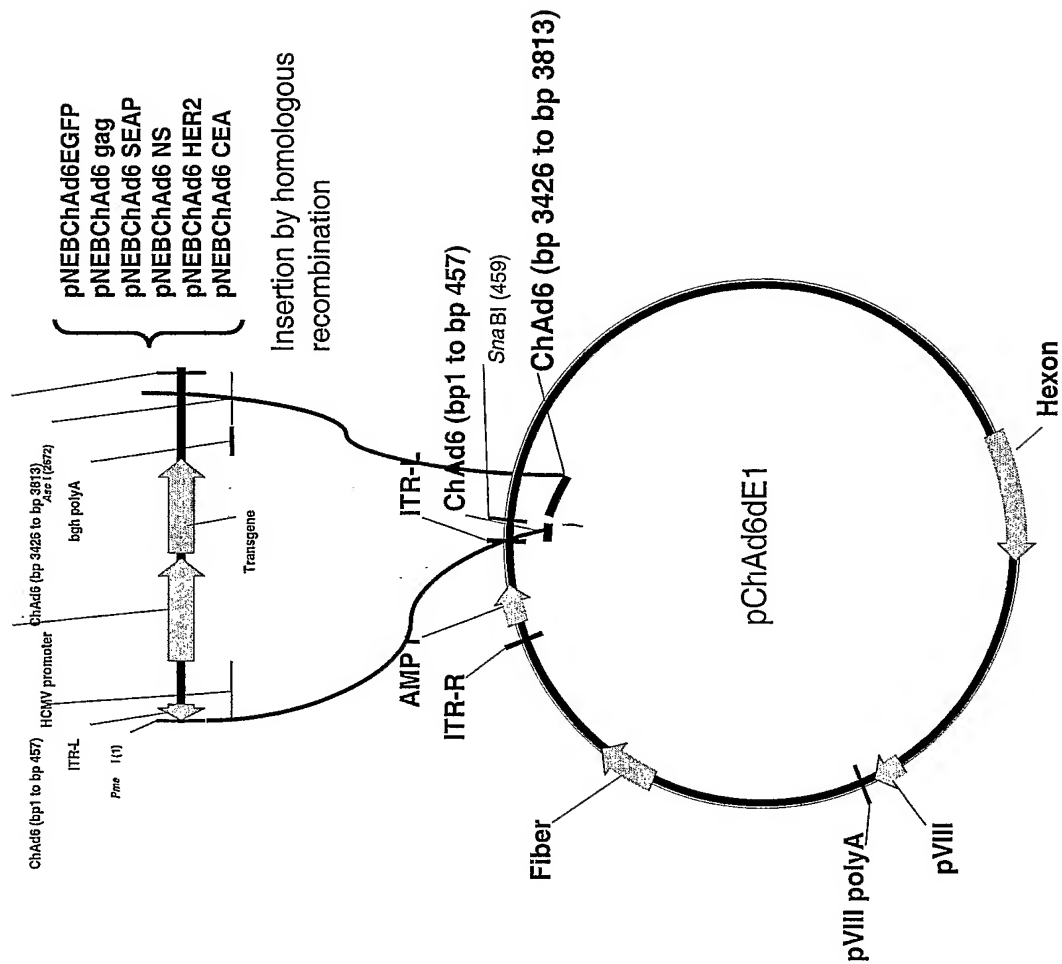 pNEBChAd6EGFP
pNEBChAd6 gag
pNEBChAd6 SEAP
pNEBChAd6 NS
pNEBChAd6 HER2
pNEBChAd6 CEA
Insertion by homologous
recombination
ChAd6 (bp1 to bp 457)
ITR-L
Pme I (1)
HCMV promoter
ChAd6 (bp 3426 to bp 3813)
Asc I (2672)
bgh polyA
Transgene
ITR-L
ChAd6 (bp1 to bp 457)
SnaBI (459)
ChAd6 (bp 3426 to bp 3813)
AMP
ITR-R
Fiber
pVIII polyA
pVIII
Hexon
pChAd6dE1